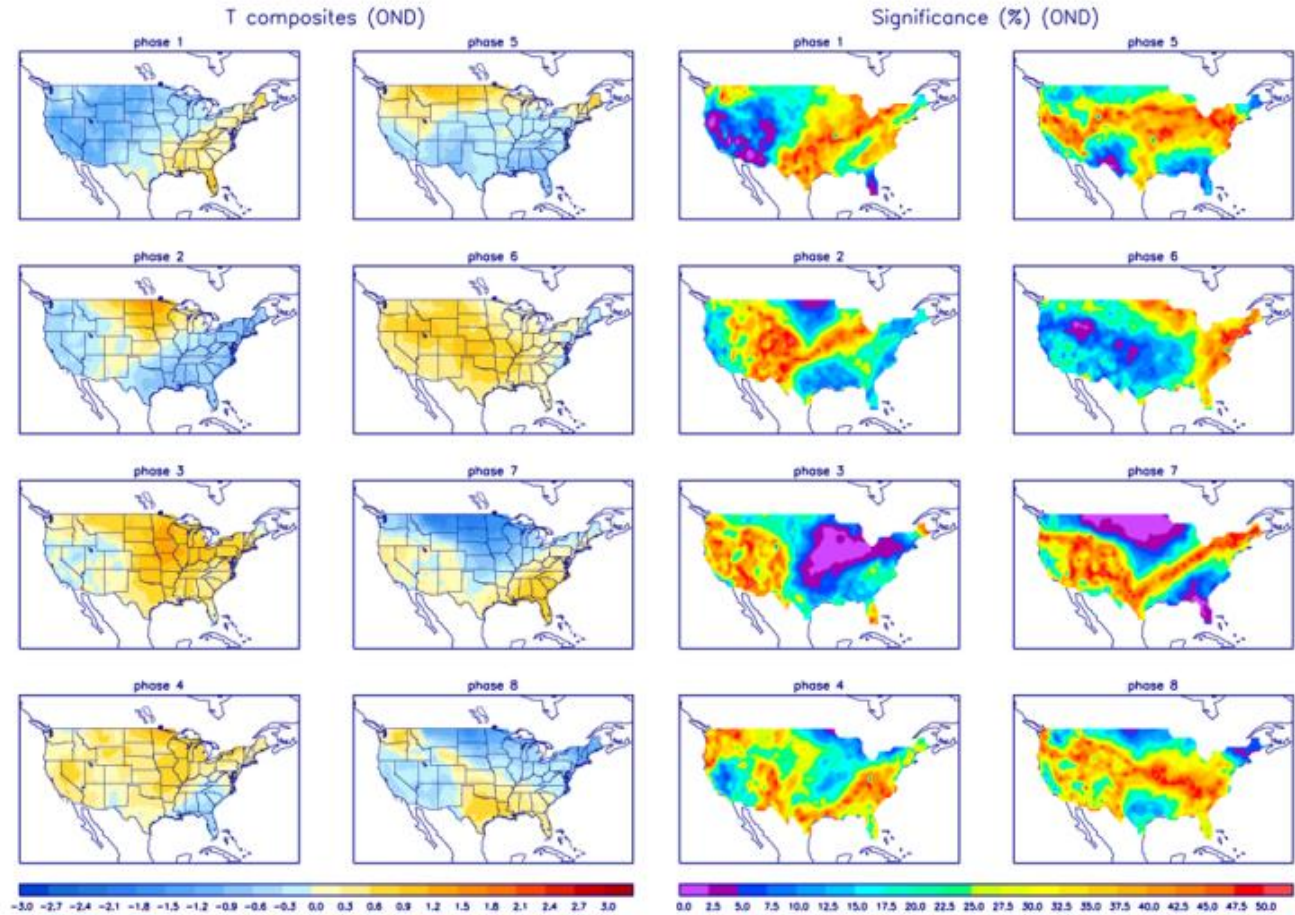 T composites (OND) Significance (%) (OND)
phase 1 phase 5 phase 1 phase 5
phase 2 phase 6 phase 2 phase 6
phase 3 phase 7 phase 3 phase 7
phase 4 phase 8 phase 4 phase 8
-3.0 -2.7 -2.4 -2.1 -1.8 -1.5 -1.2 -0.9 -0.6 -0.3 0.0 0.3 0.6 0.9 1.2 1.5 1.8 2.1 2.4 2.7 3.0 0.0 2.5 5.0 7.5 10.0 12.5 15.0 17.5 20.0 22.5 25.0 27.5 30.0 32.5 35.0 37.5 40.0 42.5 45.0 47.5 50.0